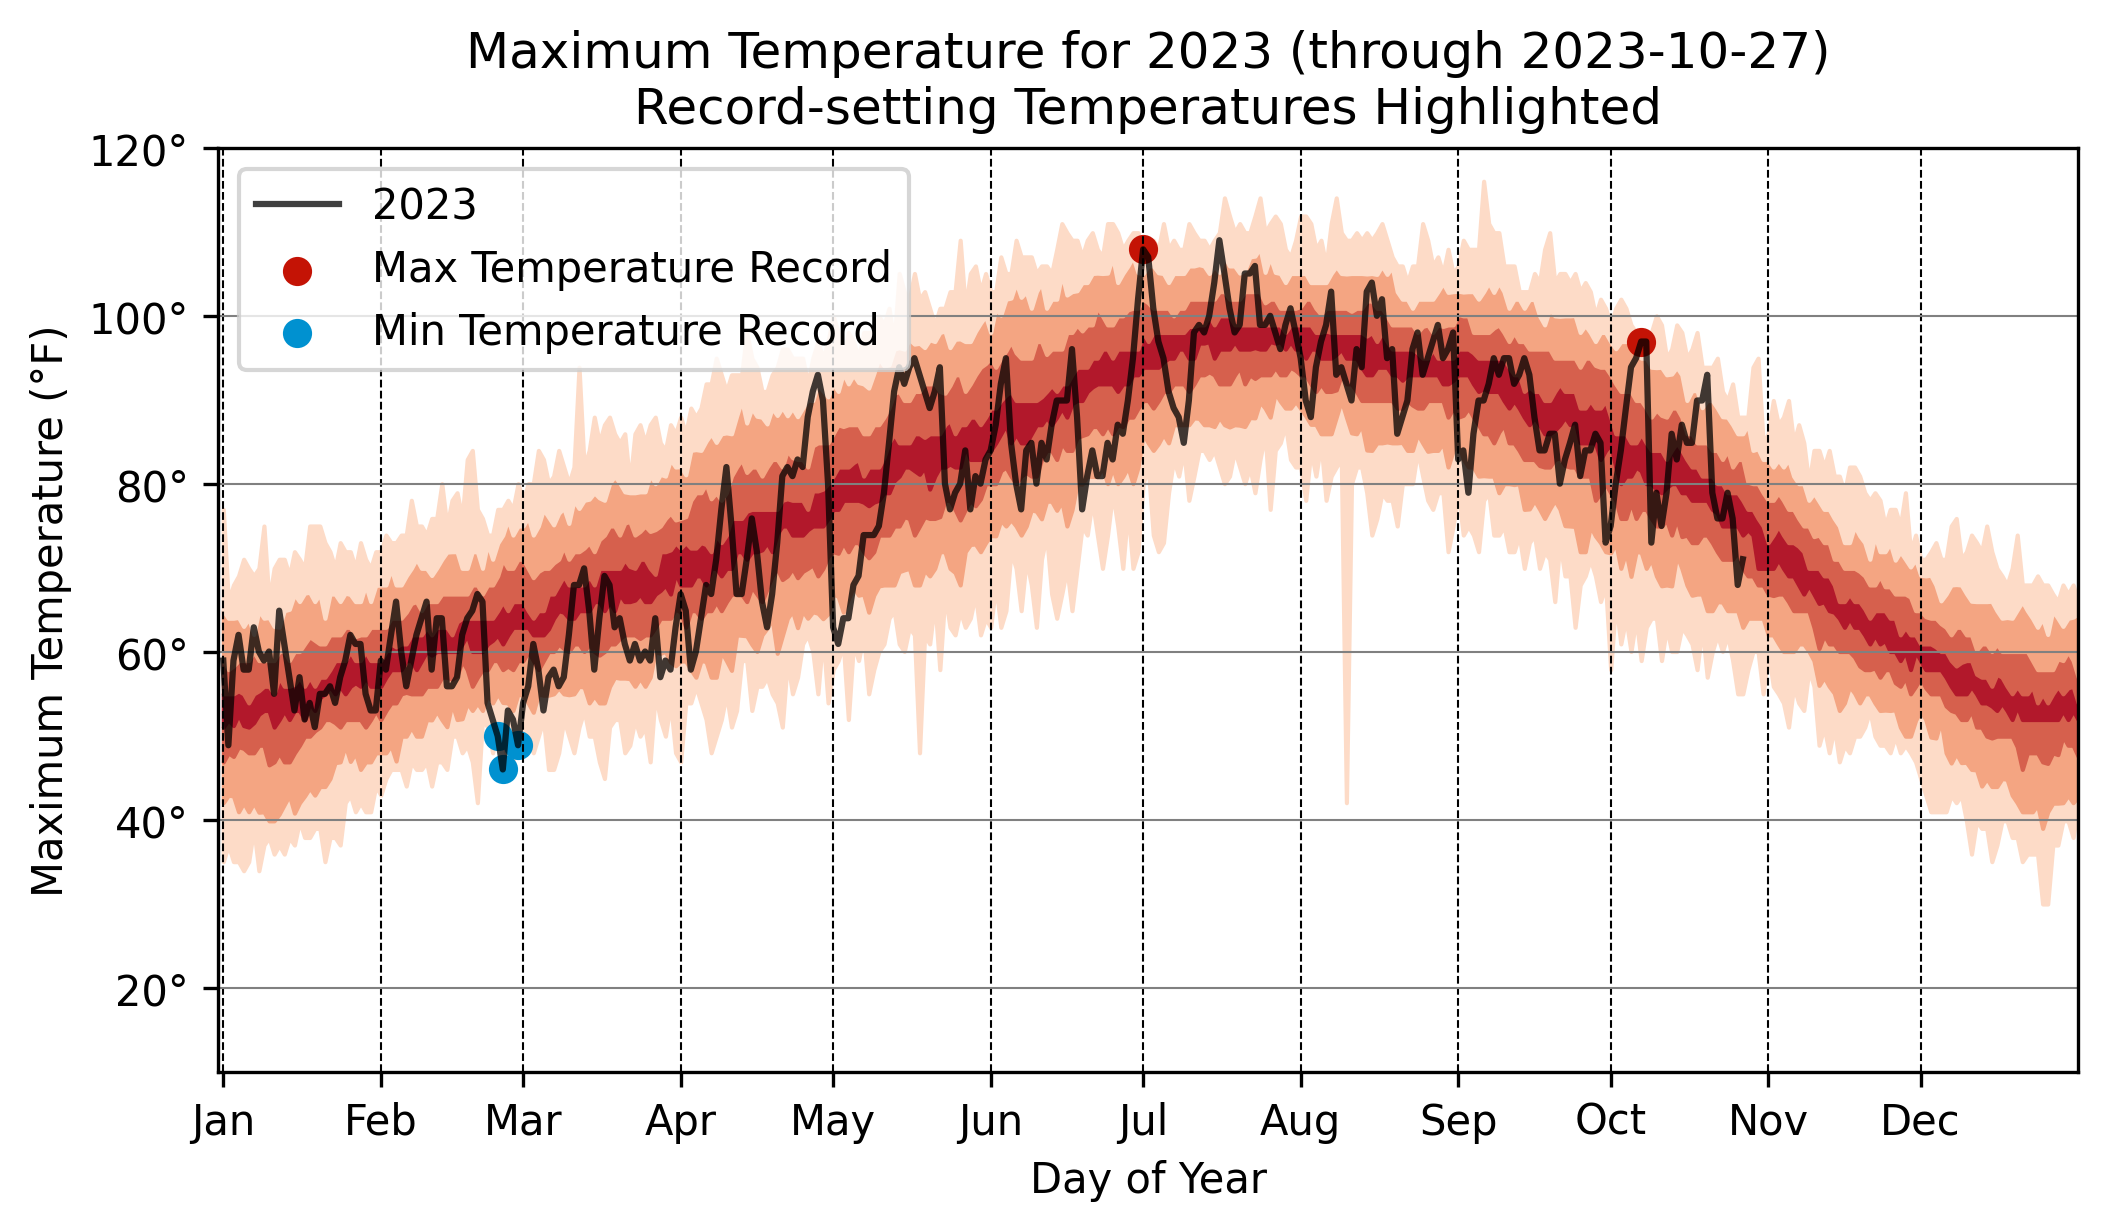 Maximum Temperature for 2023 (through 2023-10-27)
Record-setting Temperatures Highlighted
2023
Max Temperature Record
Min Temperature Record
Maximum Temperature (°F)
120°
100°
80°
60°
40°
20°
Jan Feb Mar Apr May Jun Jul Aug Sep Oct Nov Dec
Day of Year